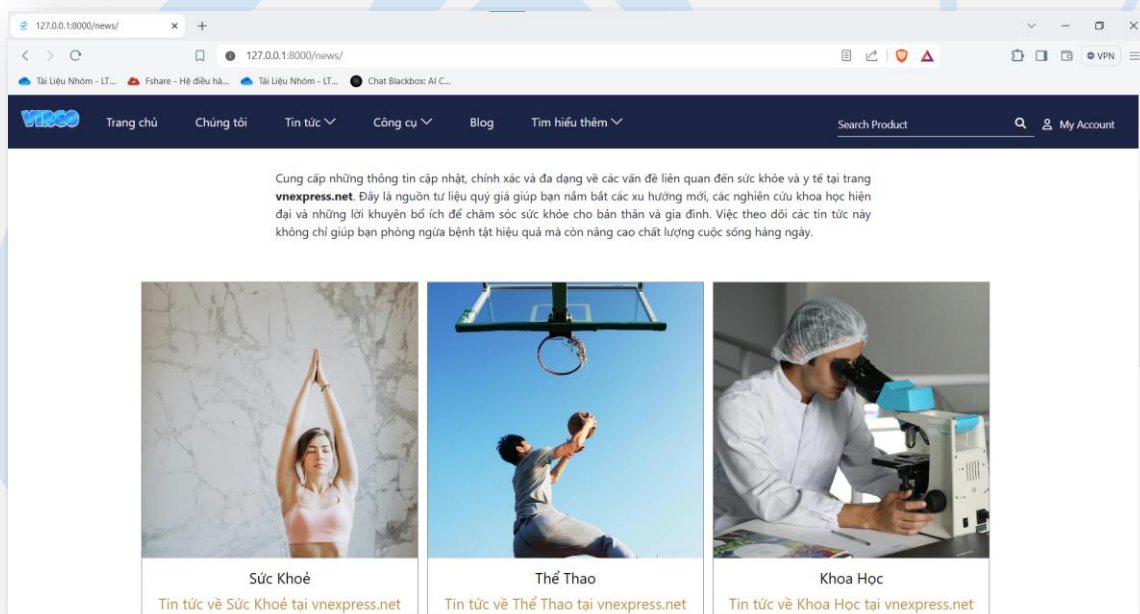 127.0.0.1:8000/news/
127.0.0.1:8000/news/
VPN
Tài Liệu Nhóm - LT...
Fshare - Hệ điều hà...
Tài Liệu Nhóm - LT...
Chat Blackbox: AI C...
VIDCO
Trang chủ
Chúng tôi
Tin tức
Công cụ
Blog
Tìm hiểu thêm
Search Product
My Account
Cung cấp những thông tin cập nhật, chính xác và đa dạng về các vấn đề liên quan đến sức khỏe và y tế tại trang
vnexpress.net. Đây là nguồn tư liệu quý giá giúp bạn nắm bắt các xu hướng mới, các nghiên cứu khoa học hiện
đại và những lời khuyên bổ ích để chăm sóc sức khỏe cho bản thân và gia đình. Việc theo dõi các tin tức này
không chỉ giúp bạn phòng ngừa bệnh tật hiệu quả mà còn nâng cao chất lượng cuộc sống hàng ngày.
Sức Khoẻ
Tin tức về Sức Khoẻ tại vnexpress.net
Thể Thao
Tin tức về Thể Thao tại vnexpress.net
Khoa Học
Tin tức về Khoa Học tại vnexpress.net